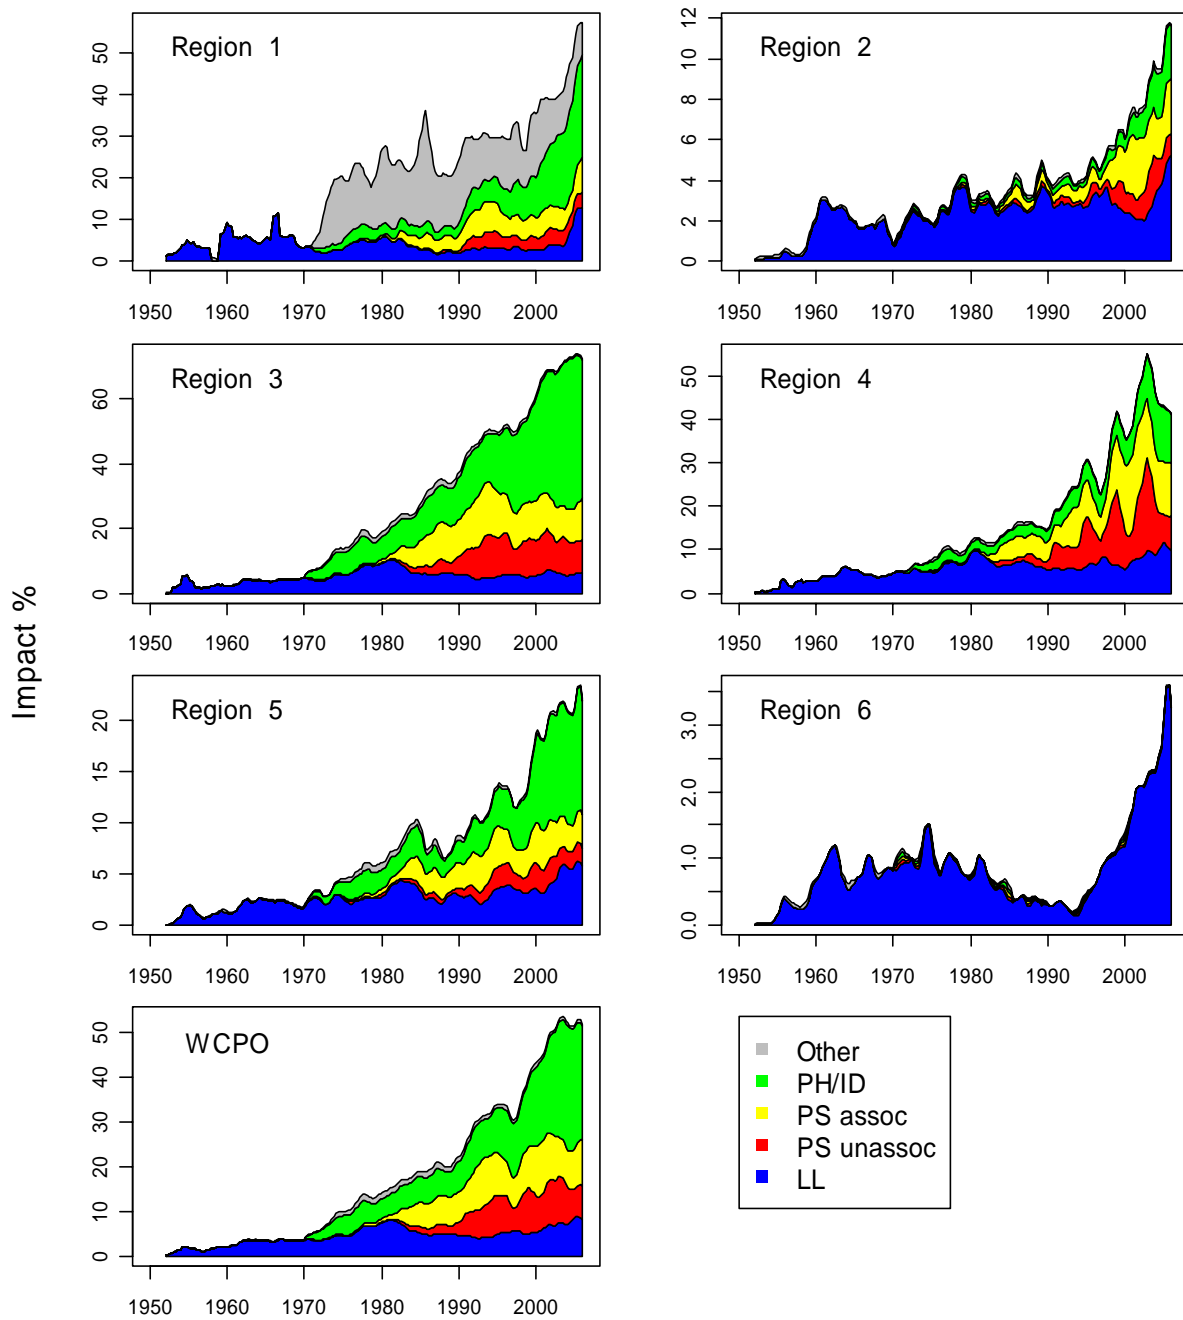 Impact %
Region 1
0 10 20 30 40 50
1950 1960 1970 1980 1990 2000
Region 2
0 2 4 6 8 10 12
1950 1960 1970 1980 1990 2000
Region 3
0 20 40 60
1950 1960 1970 1980 1990 2000
Region 4
0 10 20 30 40 50
1950 1960 1970 1980 1990 2000
Region 5
0 5 10 15 20
1950 1960 1970 1980 1990 2000
Region 6
0.0 1.0 2.0 3.0
1950 1960 1970 1980 1990 2000
WCPO
0 10 20 30 40 50
1950 1960 1970 1980 1990 2000
Other
PH/ID
PS assoc
PS unassoc
LL